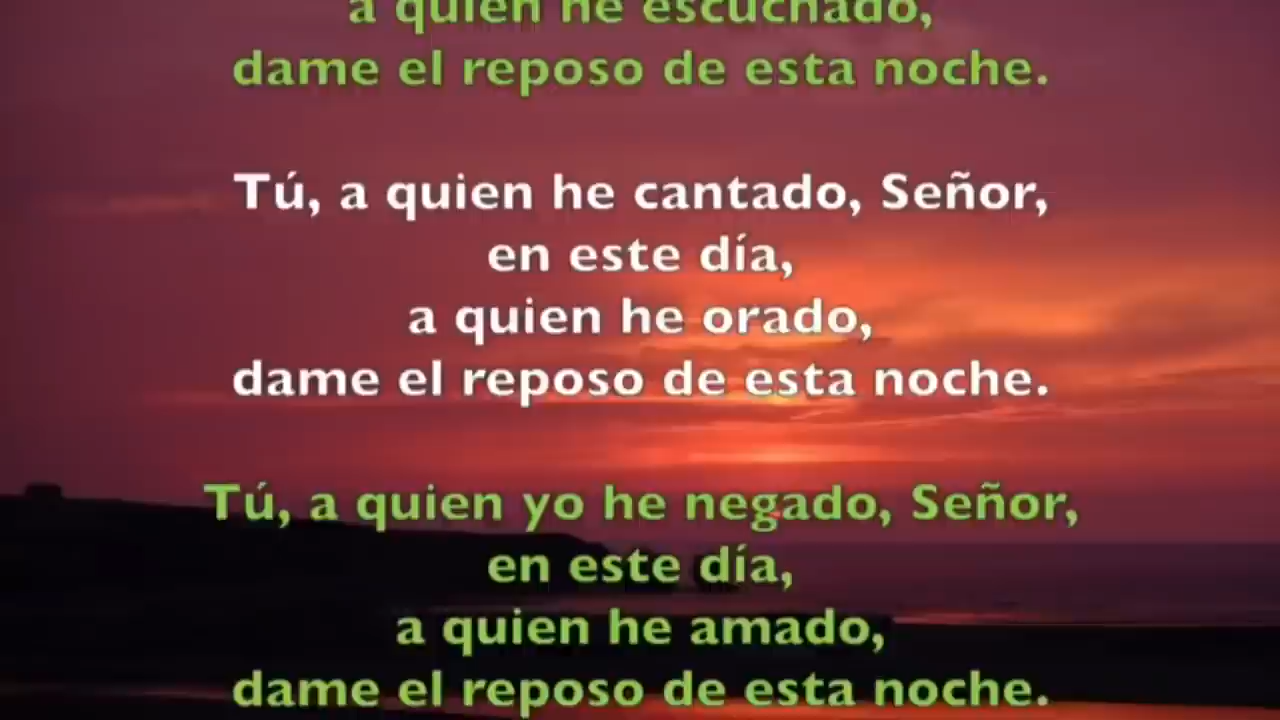 a quien he escuchado,
dame el reposo de esta noche.
Tú, a quien he cantado, Señor,
en este día,
a quien he orado,
dame el reposo de esta noche.
Tú, a quien yo he negado, Señor,
en este día,
a quien he amado,
dame el reposo de esta noche.